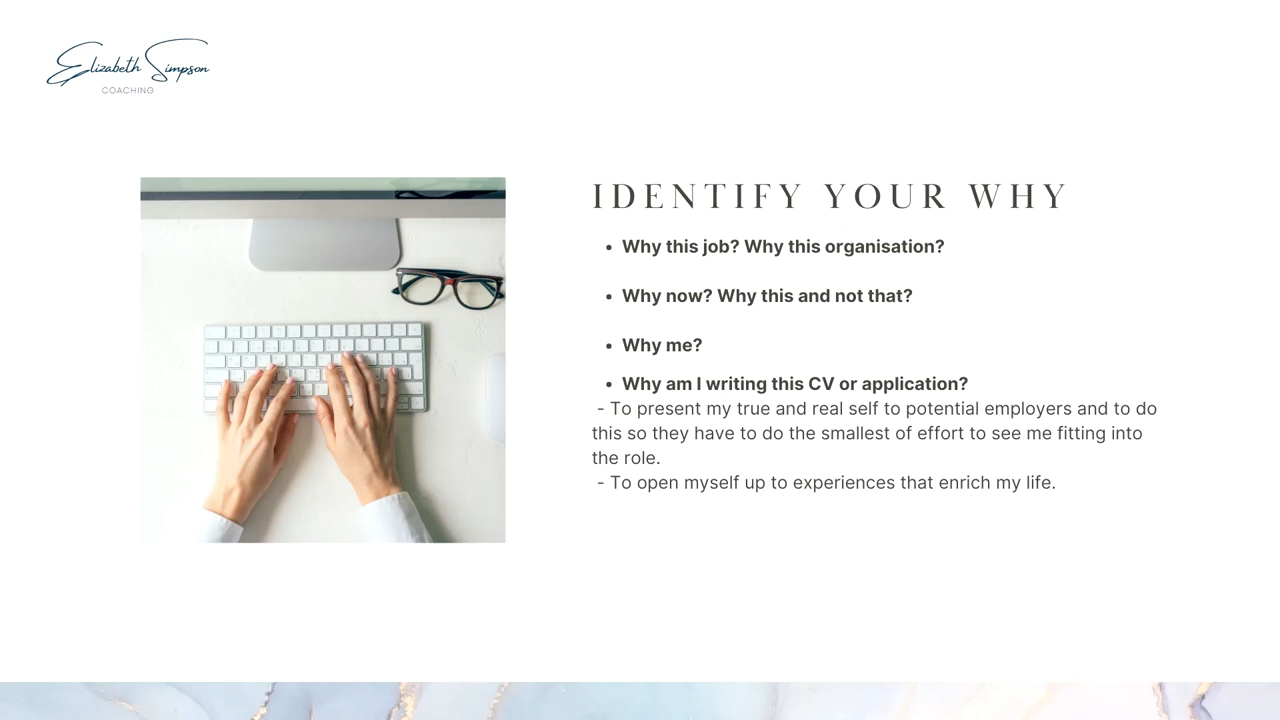 Elizabeth Simpson
COACHING
IDENTIFY YOUR WHY
• Why this job? Why this organisation?
• Why now? Why this and not that?
• Why me?
• Why am I writing this CV or application?
- To present my true and real self to potential employers and to do
this so they have to do the smallest of effort to see me fitting into
the role.
- To open myself up to experiences that enrich my life.